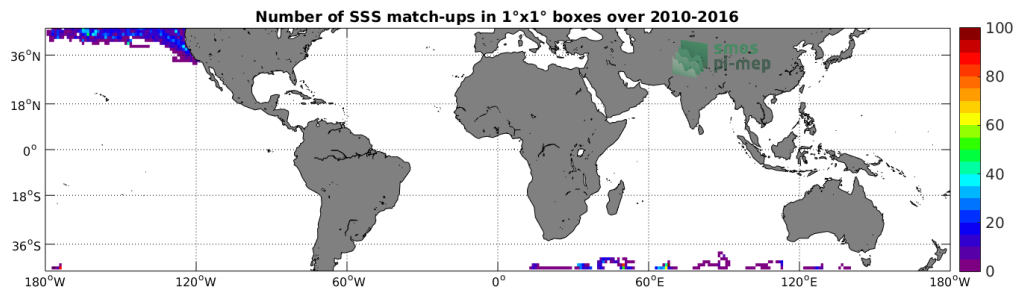 Number of SSS match-ups in 1°x1° boxes over 2010-2016
36°N
18°N
0°
18°S
36°S
180°W 120°W 60°W 0° 60°E 120°E 180°W
100
80
60
40
20
0
smos
pi-mep